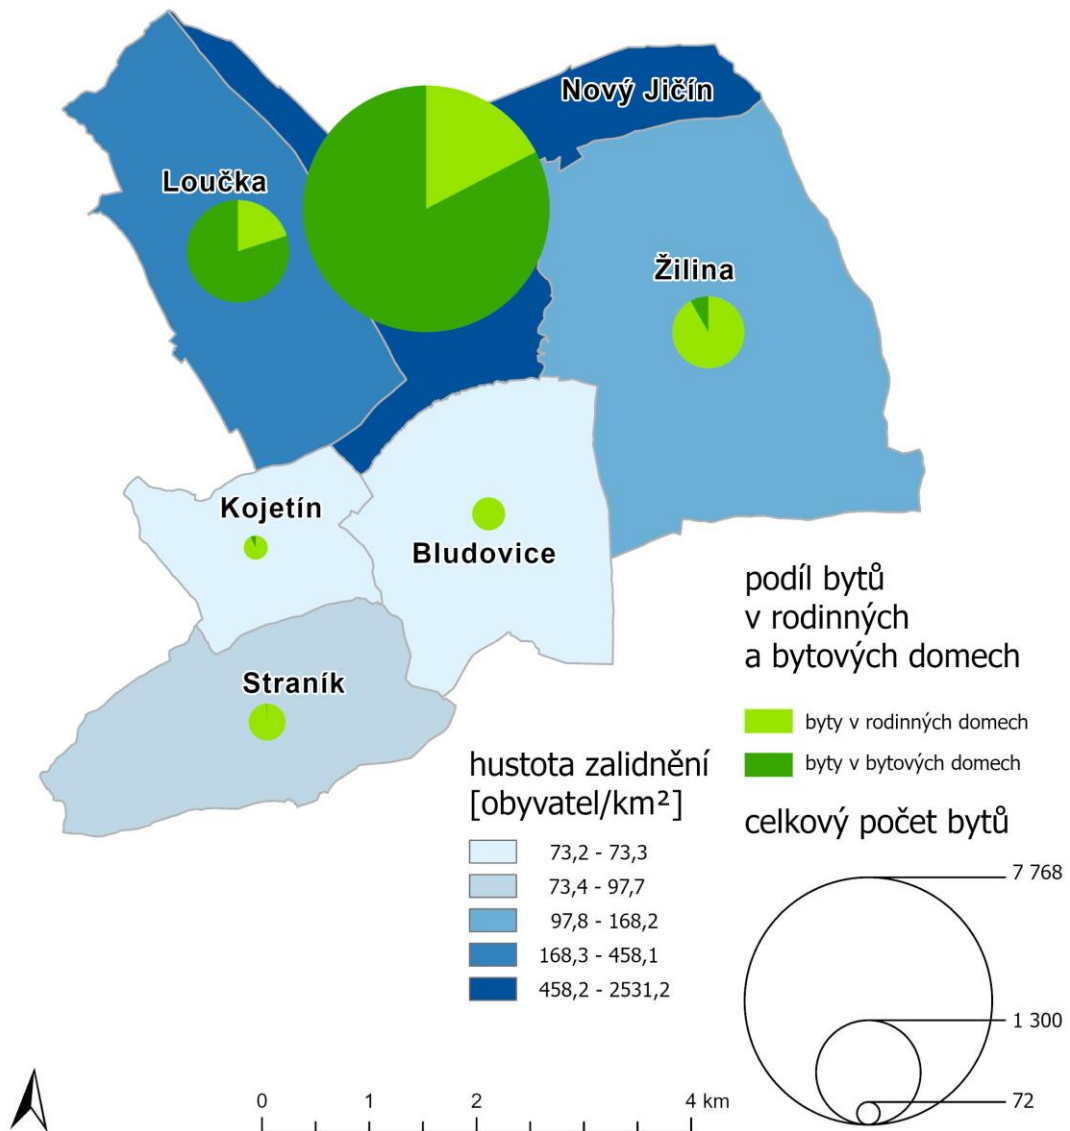 Nový Jičín
Loučka
Žilina
Kojetín
Bludovice
Straník
podíl bytů
v rodinných
a bytových domech
byty v rodinných domech
byty v bytových domech
hustota zalidnění
[obyvatel/km²]
73,2 - 73,3
73,4 - 97,7
97,8 - 168,2
168,3 - 458,1
458,2 - 2531,2
celkový počet bytů
7 768
1 300
72
0 1 2 4 km